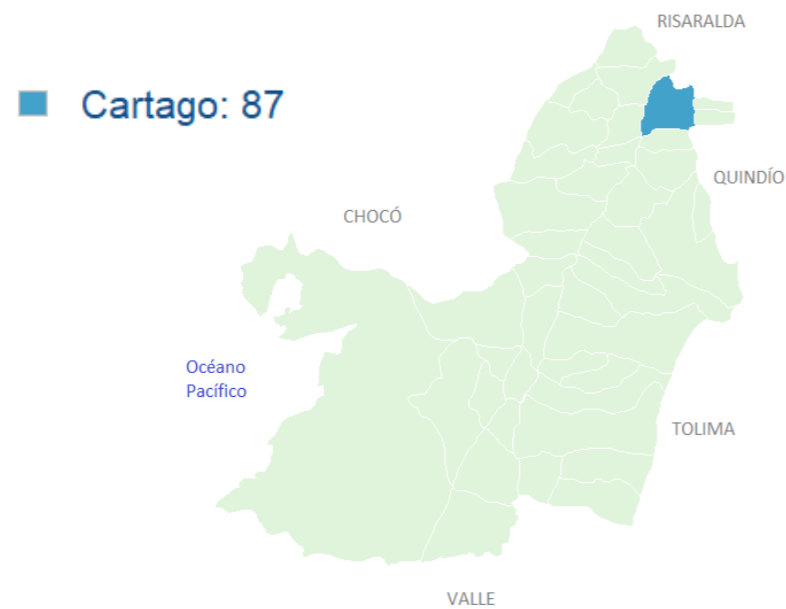 RISARALDA
Cartago: 87
QUINDÍO
CHOCÓ
Océano
Pacífico
TOLIMA
VALLE